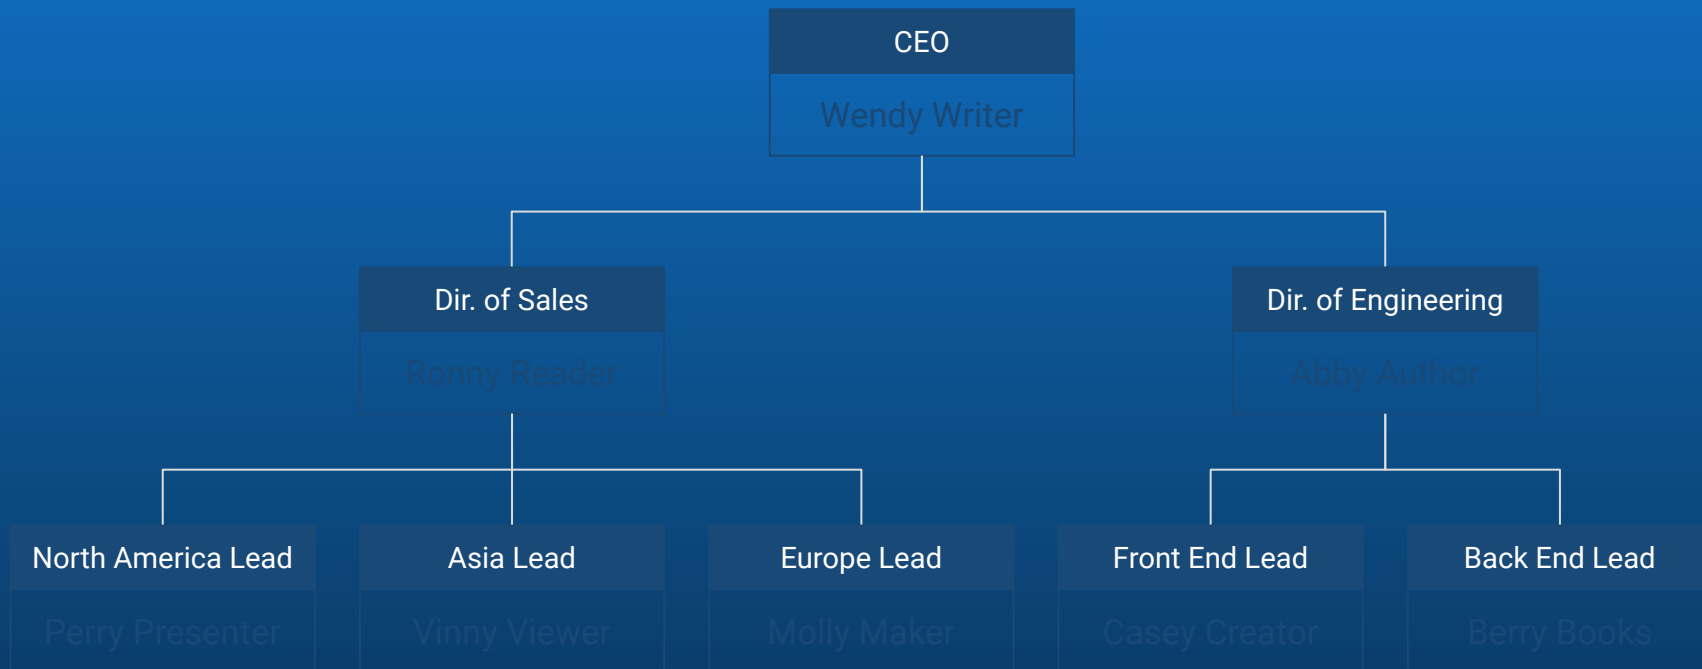 CEO
Wendy Writer
Dir. of Sales
Ronny Reader
Dir. of Engineering
Abby Author
North America Lead
Perry Presenter
Asia Lead
Vinny Viewer
Europe Lead
Molly Maker
Front End Lead
Casey Creator
Back End Lead
Berry Books